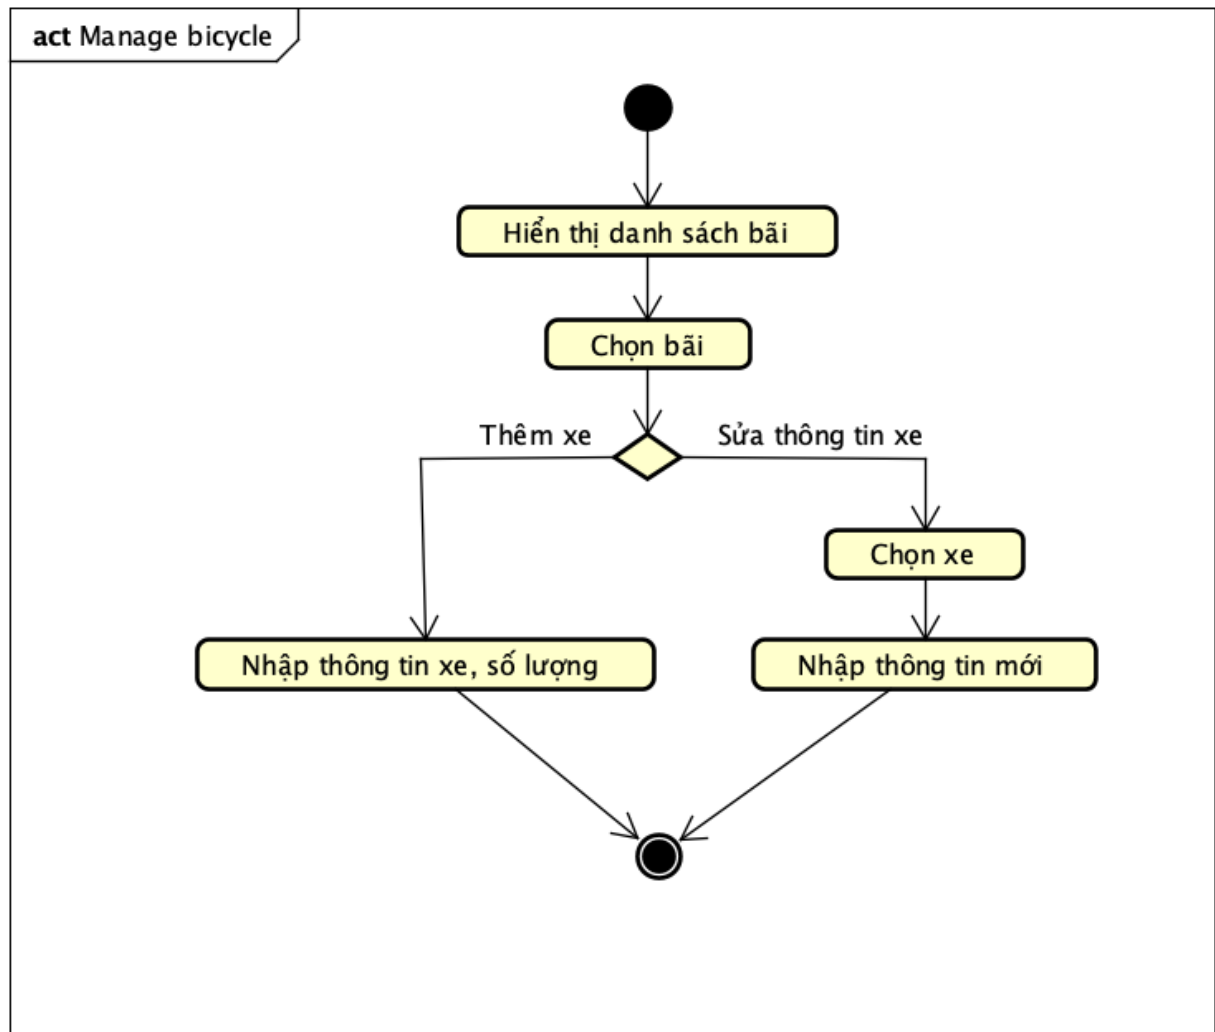 act Manage bicycle
Hiển thị danh sách bãi
Chọn bãi
Thêm xe
Sửa thông tin xe
Chọn xe
Nhập thông tin xe, số lượng
Nhập thông tin mới